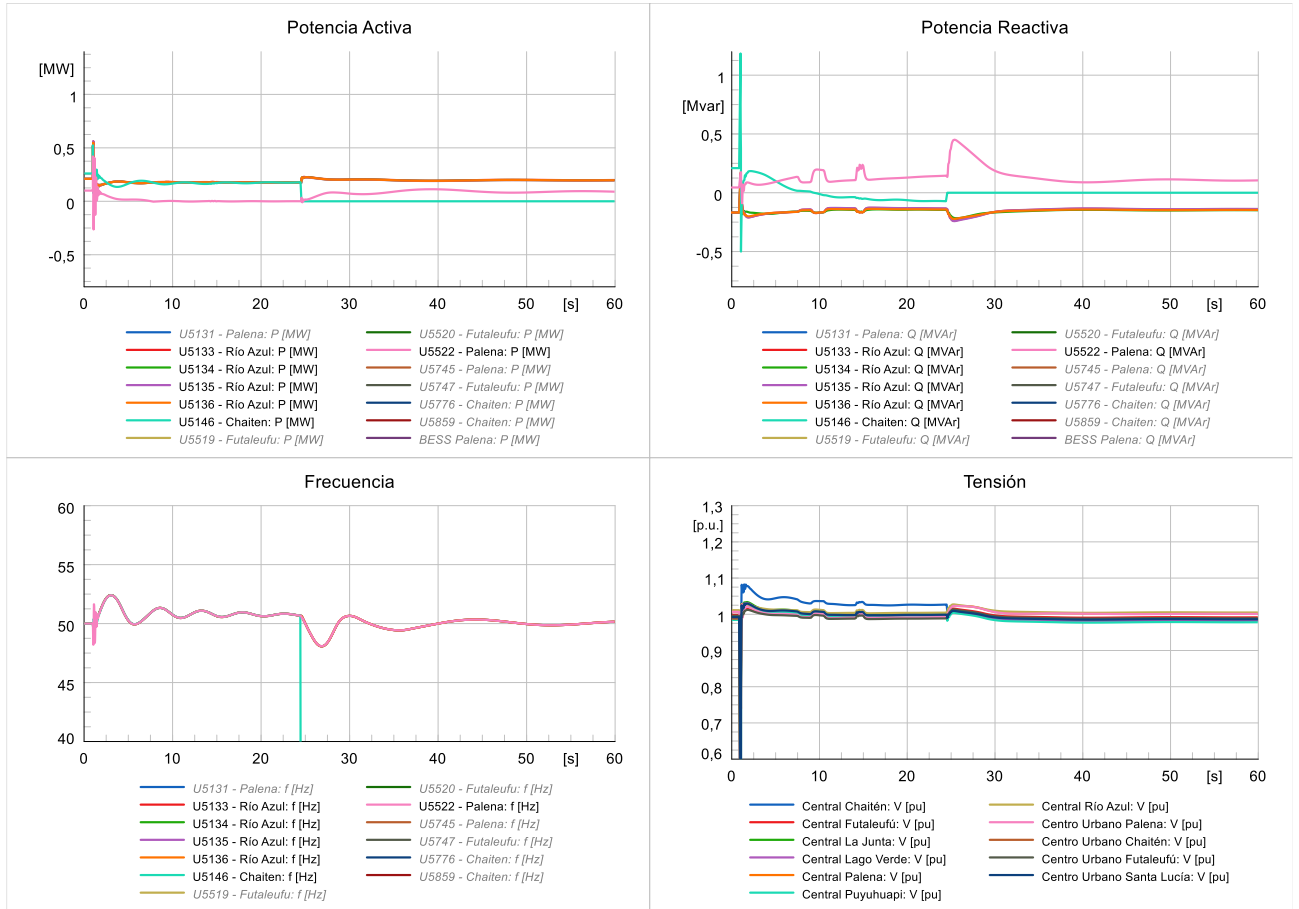 Potencia Activa
[MW]
1
0,5
0
-0,5
0 10 20 30 40 [s] 60
U5131 - Palena: P [MW] U5520 - Futaleufu: P [MW]
U5133 - Río Azul: P [MW] U5522 - Palena: P [MW]
U5134 - Río Azul: P [MW] U5745 - Palena: P [MW]
U5135 - Río Azul: P [MW] U5747 - Futaleufu: P [MW]
U5136 - Río Azul: P [MW] U5776 - Chaiten: P [MW]
U5146 - Chaiten: P [MW] U5859 - Chaiten: P [MW]
U5519 - Futaleufu: P [MW] BESS Palena: P [MW]
Potencia Reactiva
1
[Mvar]
0,5
0
-0,5
0 10 20 30 40 [s] 60
U5131 - Palena: Q [MVAr] U5520 - Futaleufu: Q [MVAr]
U5133 - Río Azul: Q [MVAr] U5522 - Palena: Q [MVAr]
U5134 - Río Azul: Q [MVAr] U5745 - Palena: Q [MVAr]
U5135 - Río Azul: Q [MVAr] U5747 - Futaleufu: Q [MVAr]
U5136 - Río Azul: Q [MVAr] U5776 - Chaiten: Q [MVAr]
U5146 - Chaiten: Q [MVAr] U5859 - Chaiten: Q [MVAr]
U5519 - Futaleufu: Q [MVAr] BESS Palena: Q [MVAr]
Frecuencia
60
55
50
45
40
0 10 20 30 40 [s] 60
U5131 - Palena: f [Hz] U5520 - Futaleufu: f [Hz]
U5133 - Río Azul: f [Hz] U5522 - Palena: f [Hz]
U5134 - Río Azul: f [Hz] U5745 - Palena: f [Hz]
U5135 - Río Azul: f [Hz] U5747 - Futaleufu: f [Hz]
U5136 - Río Azul: f [Hz] U5776 - Chaiten: f [Hz]
U5146 - Chaiten: f [Hz] U5859 - Chaiten: f [Hz]
U5519 - Futaleufu: f [Hz]
Tensión
1,3
[p.u.]
1,2
1,1
1
0,9
0,8
0,7
0,6
0 10 20 30 40 [s] 60
Central Chaitén: V [pu] Central Río Azul: V [pu]
Central Futaleufú: V [pu] Centro Urbano Palena: V [pu]
Central La Junta: V [pu] Centro Urbano Chaitén: V [pu]
Central Lago Verde: V [pu] Centro Urbano Futaleufú: V [pu]
Central Palena: V [pu] Centro Urbano Santa Lucía: V [pu]
Central Puyuhuapi: V [pu]